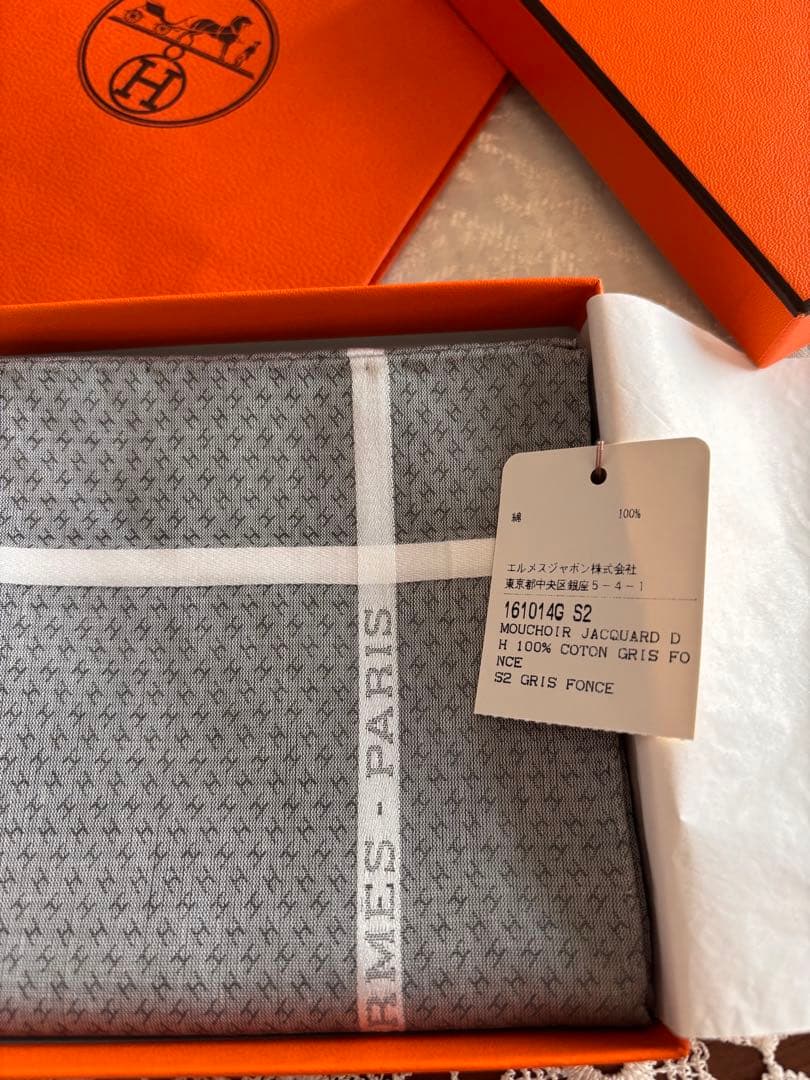 H
綿 100%
エルメスジャポン株式会社
東京都中央区銀座5-4-1
161014G S2
MOUCHOIR JACQUARD D
H 100% COTON GRIS FO
NCE
S2 GRIS FONCE
RMES-PARIS